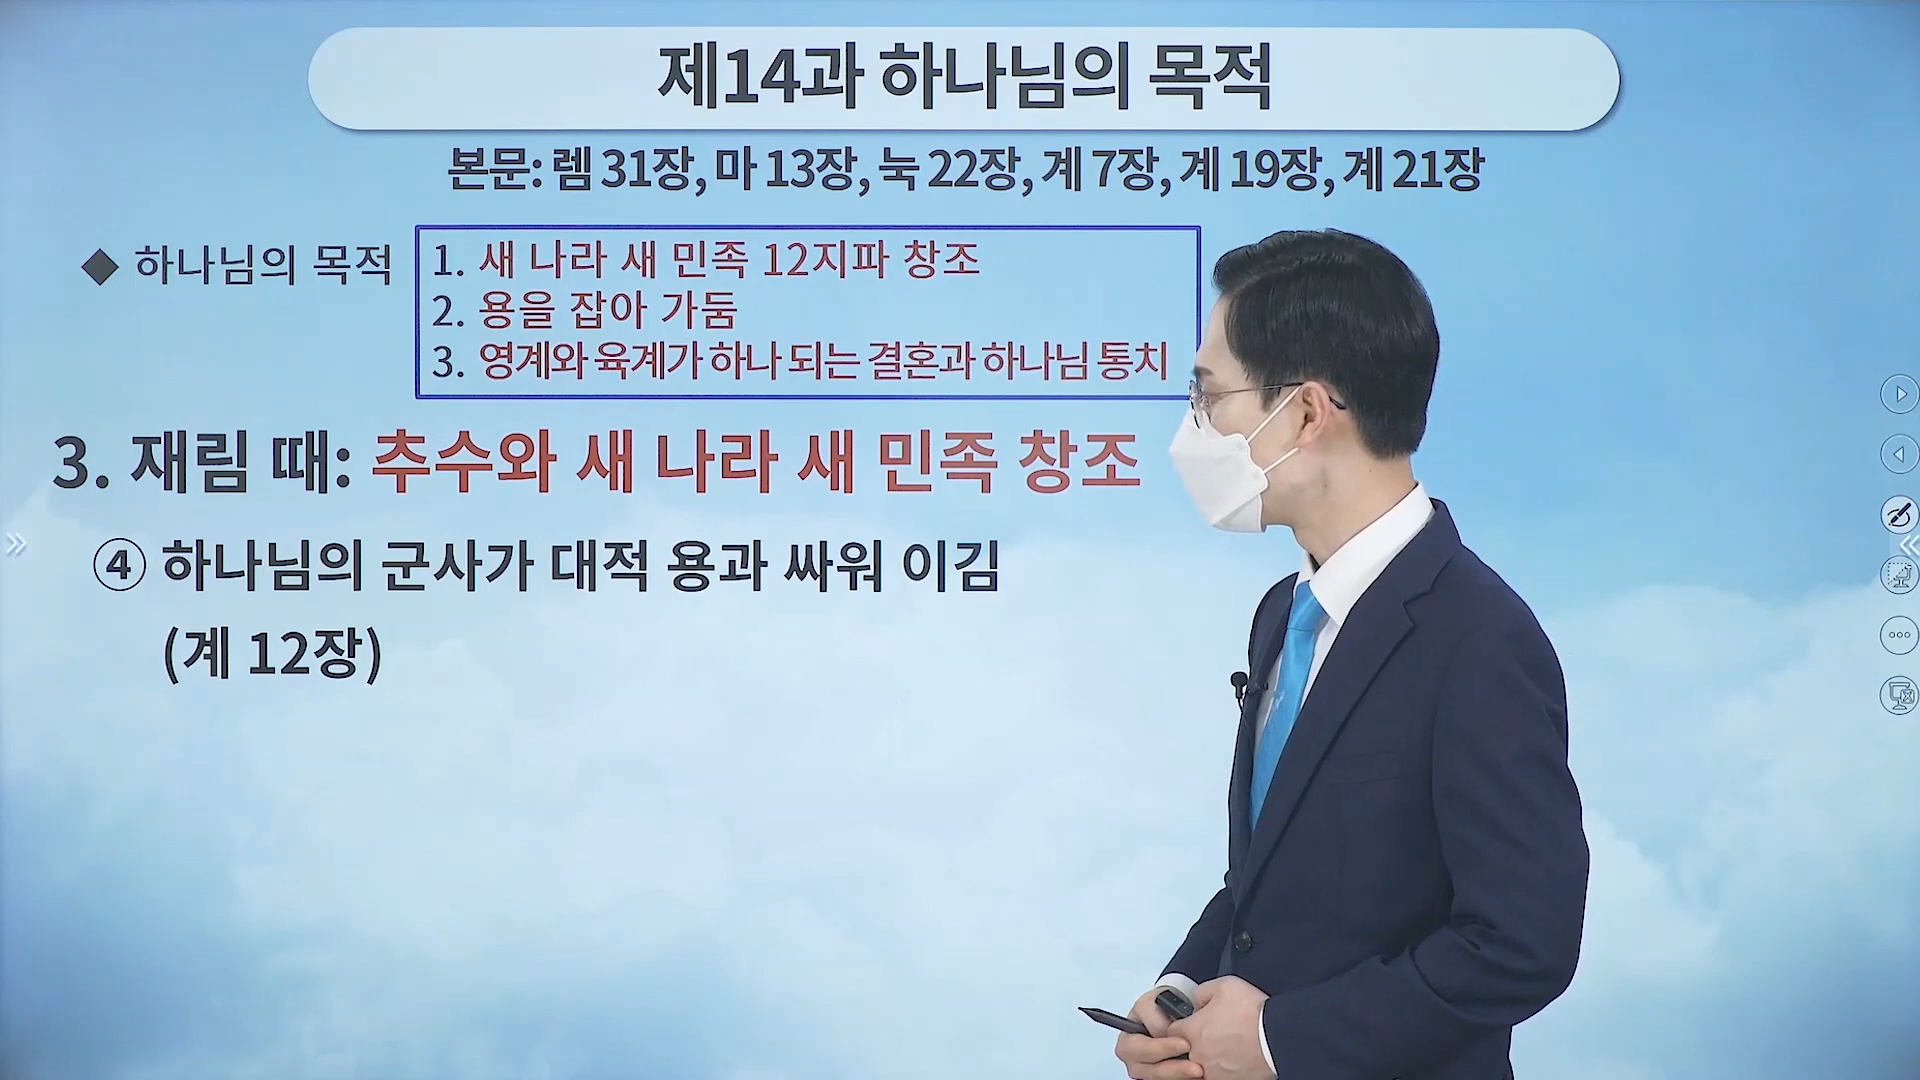 제14과 하나님의 목적
본문: 렘 31장, 마 13장, 눅 22장, 계 7장, 계 19장, 계 21장
◆ 하나님의 목적
1. 새 나라 새 민족 12지파 창조
2. 용을 잡아 가둠
3. 영계와 육계가 하나 되는 결혼과 하나님 통치
3. 재림 때: 추수와 새 나라 새 민족 창조
④ 하나님의 군사가 대적 용과 싸워 이김
(계 12장)